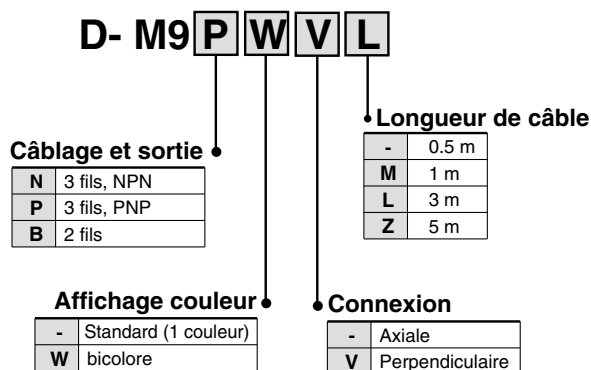 D- M9 P W V L
Longueur de câble
- 0.5 m
M 1 m
L 3 m
Z 5 m
Câblage et sortie
N 3 fils, NPN
P 3 fils, PNP
B 2 fils
Affichage couleur
- Standard (1 couleur)
W bicolore
Connexion
- Axiale
V Perpendiculaire